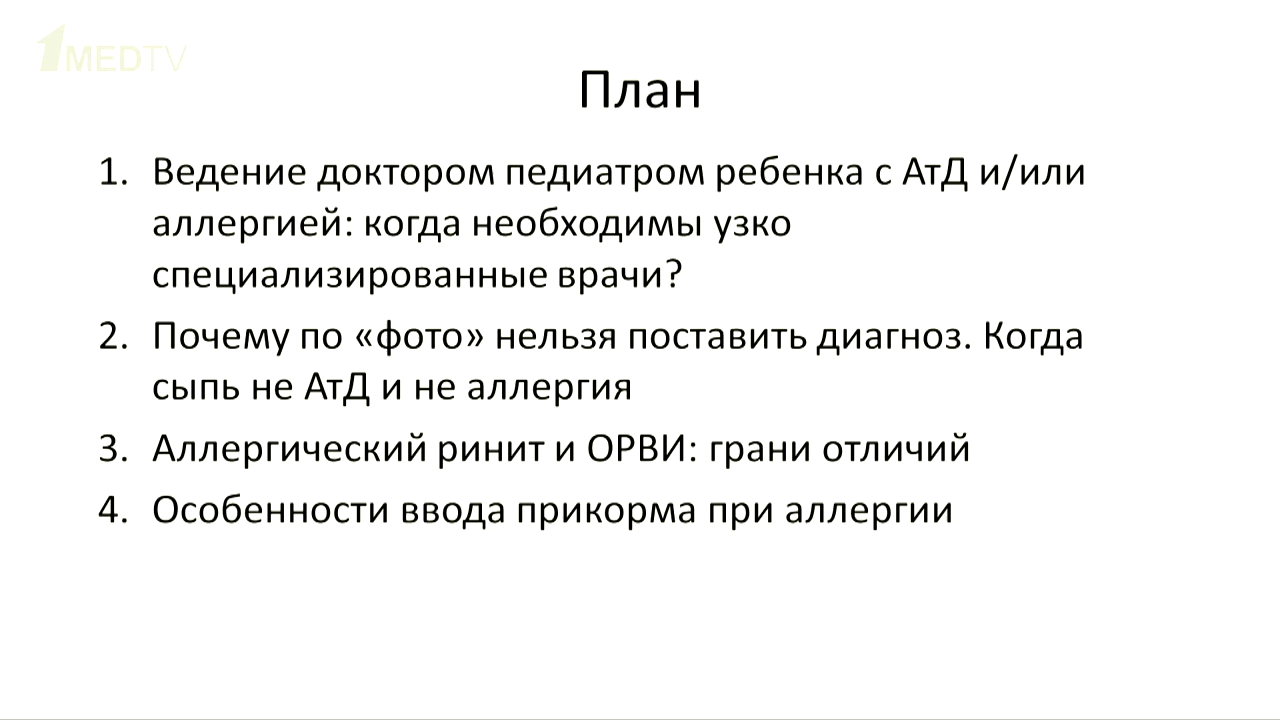 1MEDTV
План
1. Ведение доктором педиатром ребенка с АтД и/или
аллергией: когда необходимы узко
специализированные врачи?
2. Почему по «фото» нельзя поставить диагноз. Когда
сыпь не АтД и не аллергия
3. Аллергический ринит и ОРВИ: грани отличий
4. Особенности ввода прикорма при аллергии